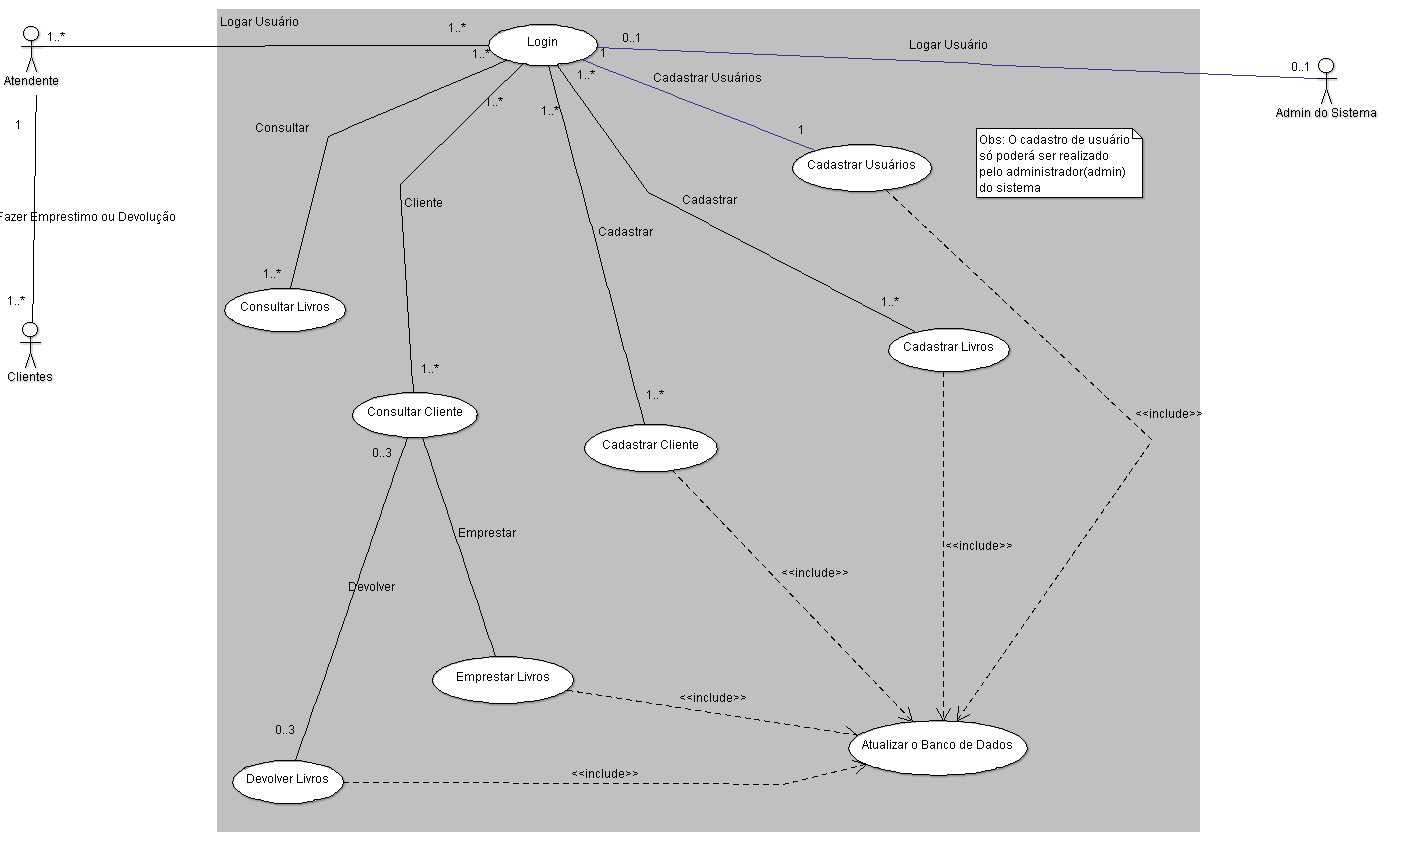 Logar Usuário
1..*
1..*
Login
0..1
Logar Usuário
0..1
1..*
1
Atendente
1..*
Cadastrar Usuários
Admin do Sistema
1..*
1..*
1
Consultar
1
Cadastrar Usuários
Obs: O cadastro de usuário
só poderá ser realizado
pelo administrador(admin)
do sistema
Cliente
Cadastrar
Fazer Emprestimo ou Devolução
Cadastrar
1..*
1..*
1..*
Consultar Livros
Cadastrar Livros
Clientes
1..*
1..*
Consultar Cliente
<<include>>
0..3
Cadastrar Cliente
Emprestar
<<include>>
<<include>>
Devolver
Emprestar Livros
<<include>>
0..3
Atualizar o Banco de Dados
Devolver Livros
<<include>>